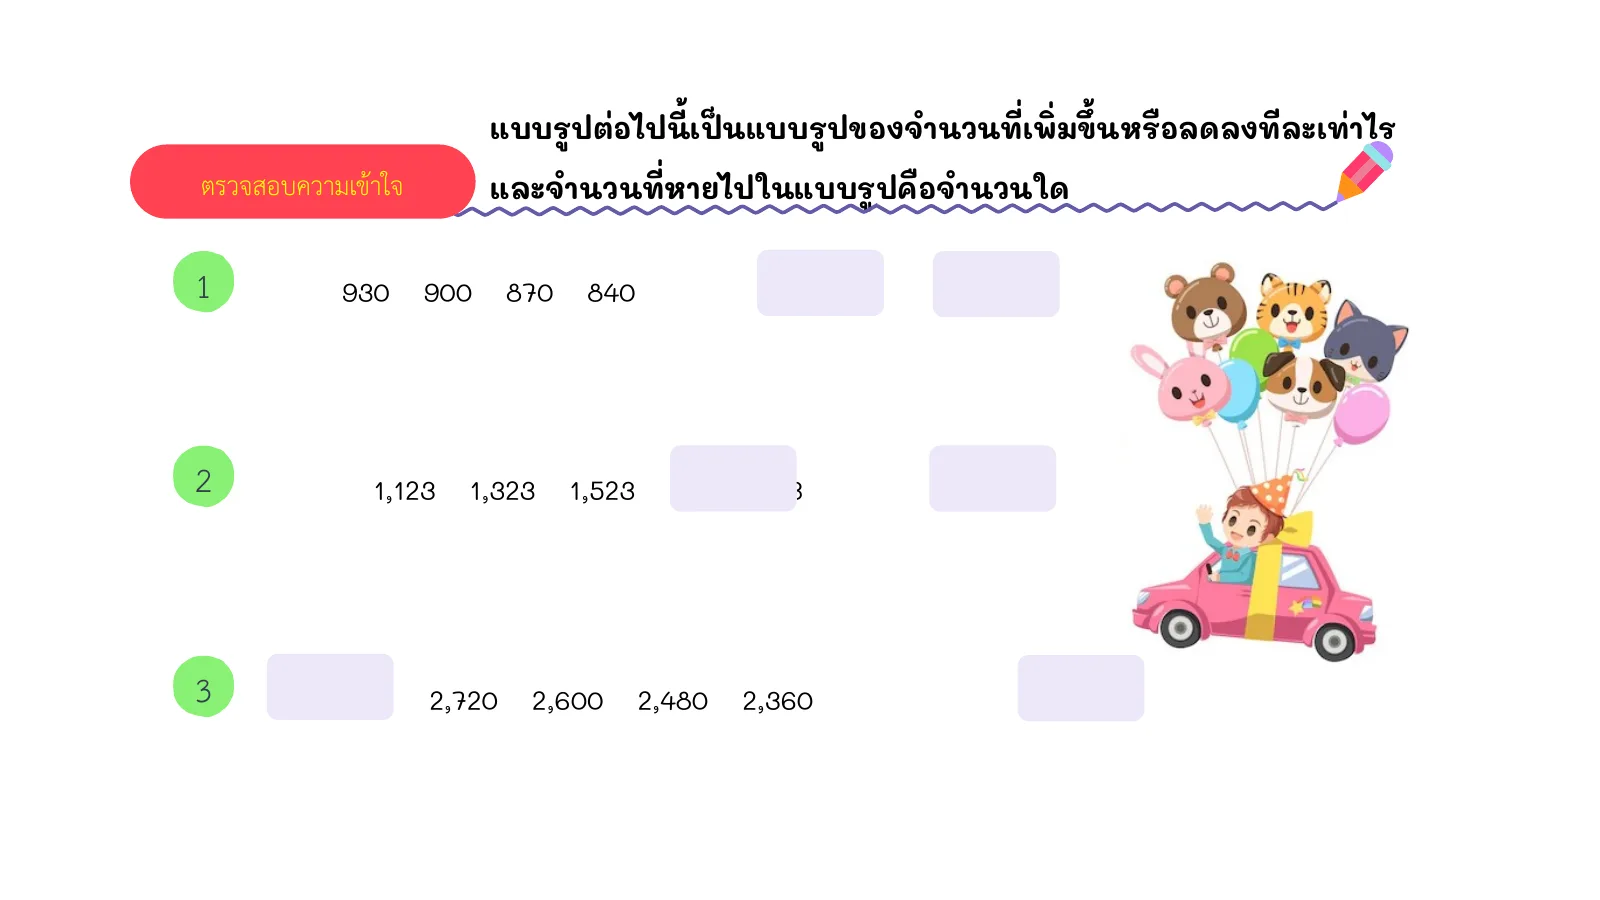 แบบรูปต่อไปนี้เป็นแบบรูปของจำนวนที่เพิ่มขึ้นหรือลดลงทีละเท่าไร
ตรวจสอบความเข้าใจ
และจำนวนที่หายไปในแบบรูปคือจำนวนใด
1 930 900 870 840
2 1,123 1,323 1,523
3 2,720 2,600 2,480 2,360